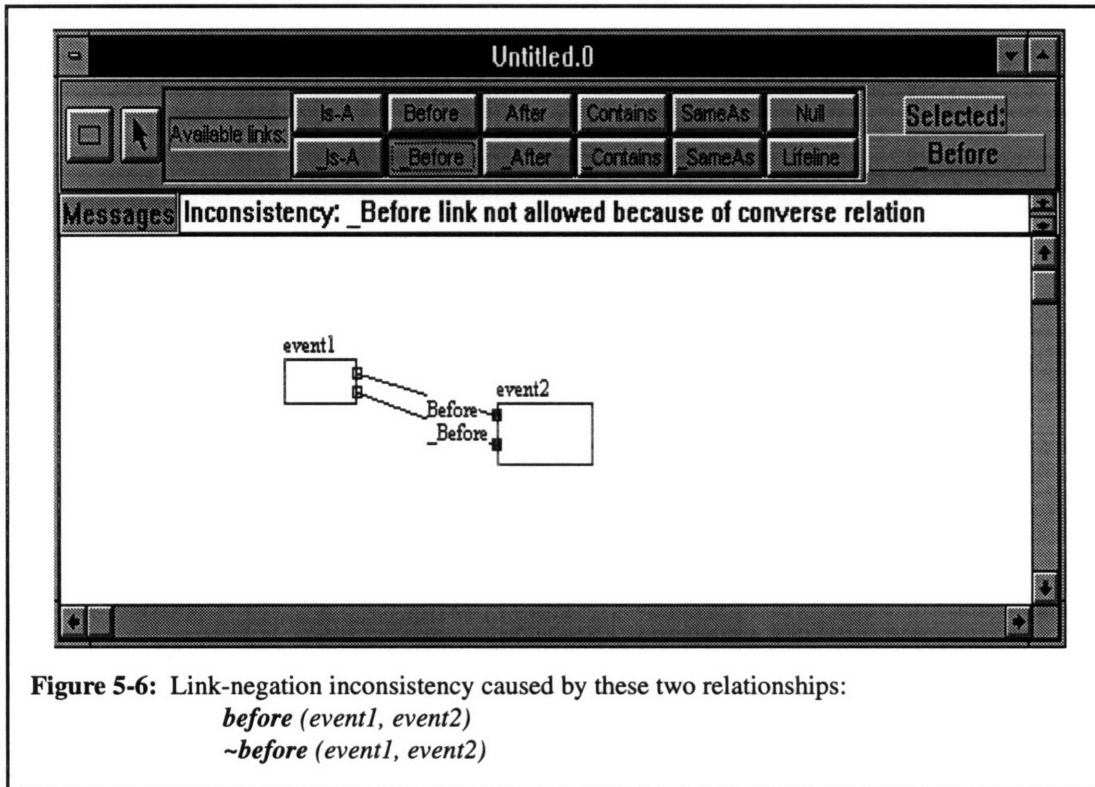 Untitled.0
Is-A Before After Contains SameAs Null
Available links:
_Is-A _Before _After _Contains _SameAs Lifeline
Selected:
_Before
Messages Inconsistency: _Before link not allowed because of converse relation
event1
event2
Before
_Before
Figure 5-6: Link-negation inconsistency caused by these two relationships:
before (event1, event2)
~before (event1, event2)